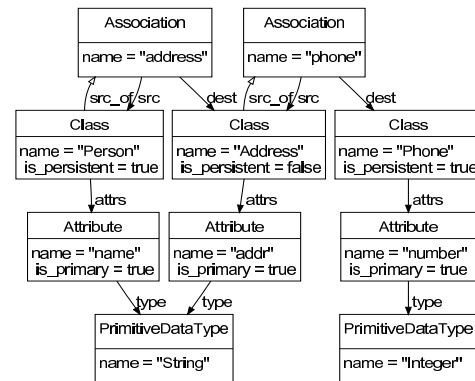 Association
Association
name = "address"
name = "phone"
src_of
src
dest
src_of
src
dest
Class
Class
Class
name = "Person"
is_persistent = true
name = "Address"
is_persistent = false
name = "Phone"
is_persistent = true
attrs
attrs
attrs
Attribute
Attribute
Attribute
name = "name"
is_primary = true
name = "addr"
is_primary = true
name = "number"
is_primary = true
type
type
type
PrimitiveDataType
PrimitiveDataType
name = "String"
name = "Integer"